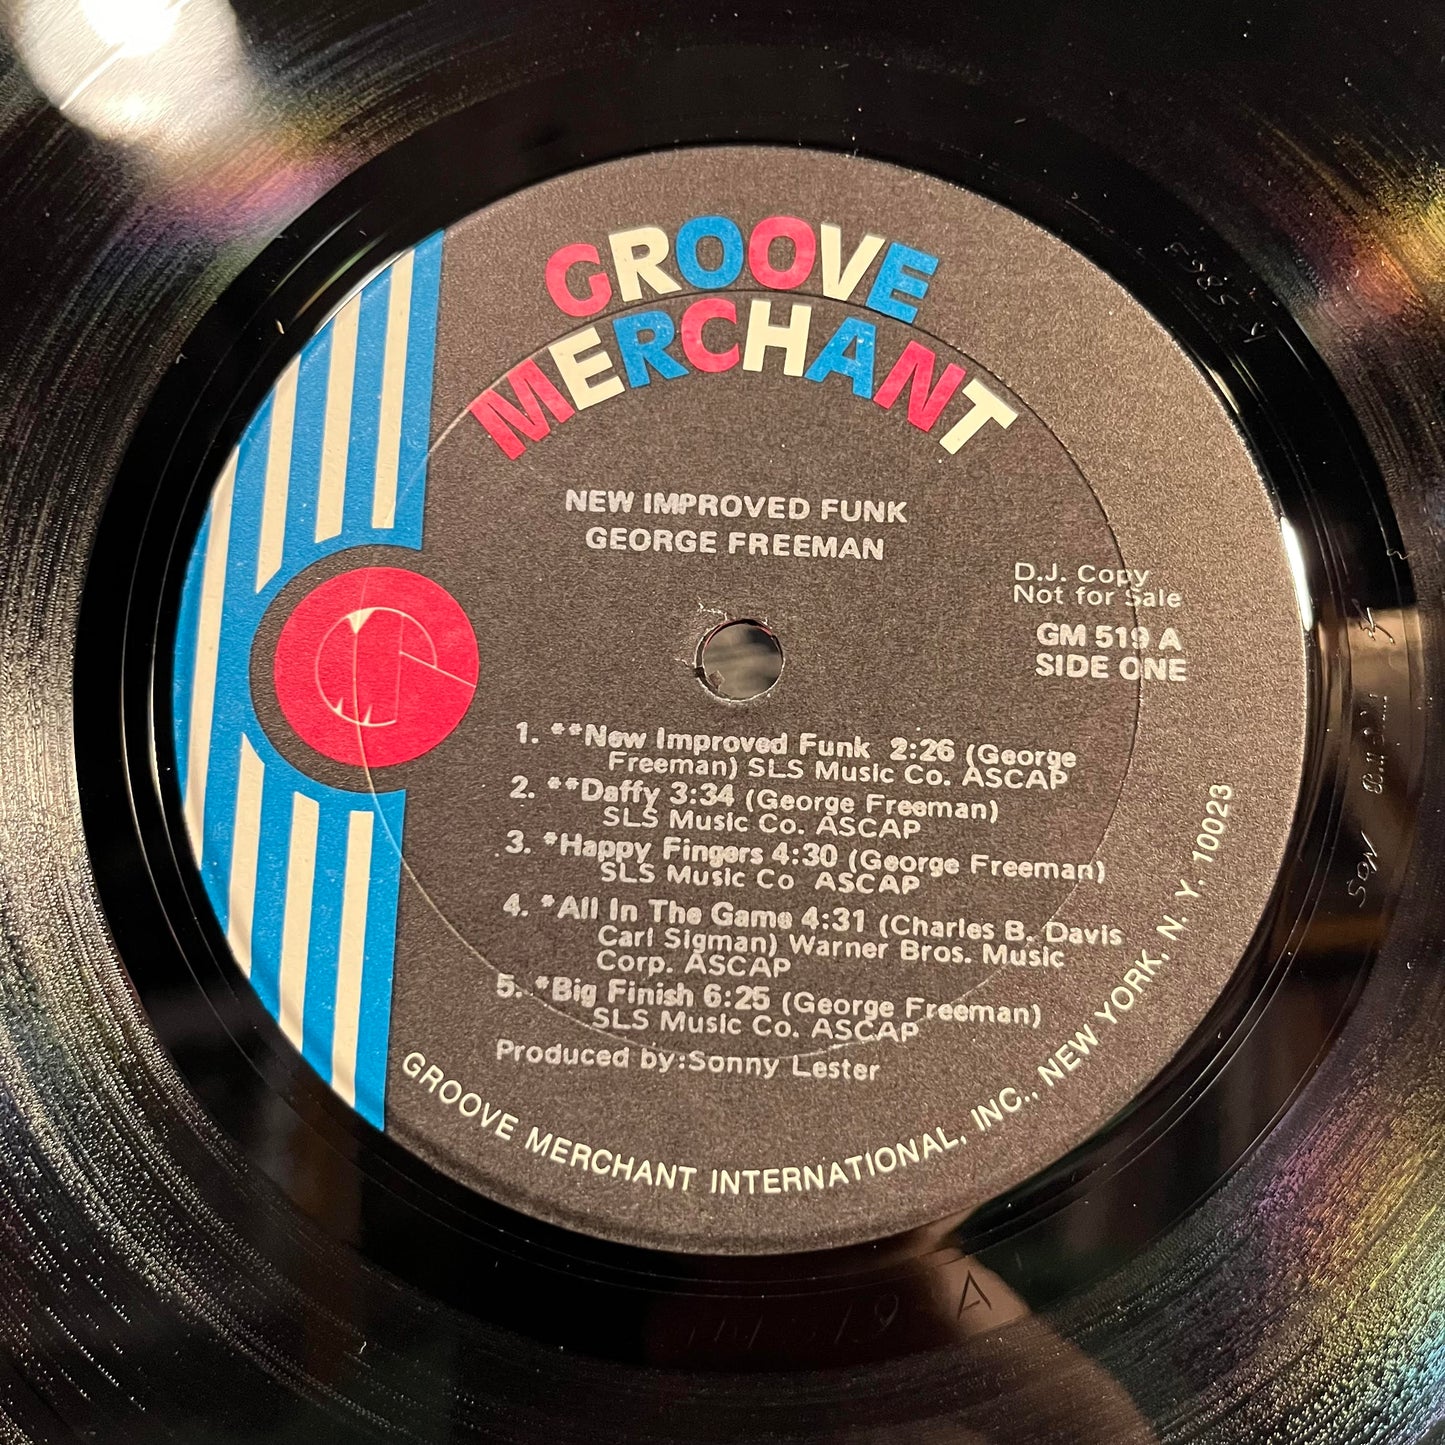 GROOVE
MERCHANT
NEW IMPROVED FUNK
GEORGE FREEMAN
D.J. Copy
Not for Sale
GM 519 A
SIDE ONE
1. **New Improved Funk 2:26 (George
Freeman) SLS Music Co. ASCAP
2. **Daffy 3:34 (George Freeman)
SLS Music Co. ASCAP
3. *Happy Fingers 4:30 (George Freeman)
SLS Music Co ASCAP
4. *All In The Game 4:31 (Charles B. Davis
Carl Sigman) Warner Bros. Music
Corp. ASCAP
5. *Big Finish 6:25 (George Freeman)
SLS Music Co. ASCAP
Produced by:Sonny Lester
GROOVE MERCHANT INTERNATIONAL, INC., NEW YORK, N. Y. 10023
GM 519 A